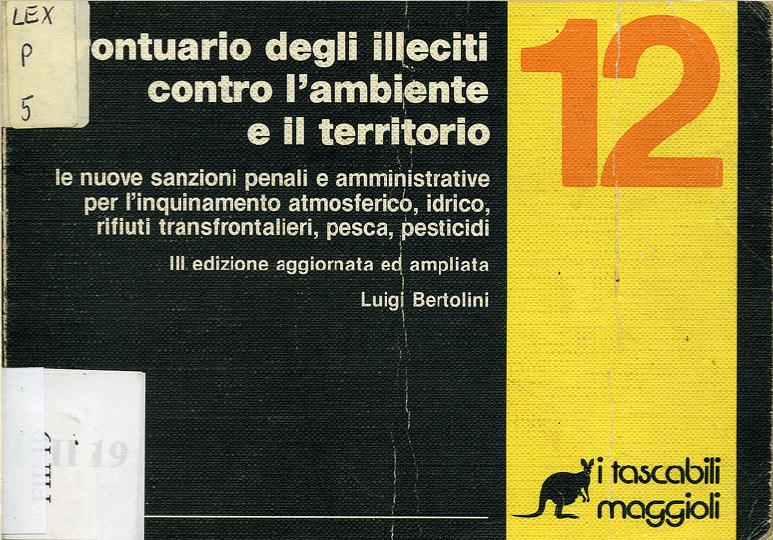 LEX
P
5
rontuario degli illeciti
contro l'ambiente
e il territorio
le nuove sanzioni penali e amministrative
per l'inquinamento atmosferico, idrico,
rifiuti transfrontalieri, pesca, pesticidi
III edizione aggiornata ed ampliata
Luigi Bertolini
12
i tascabili
maggioli
II 19